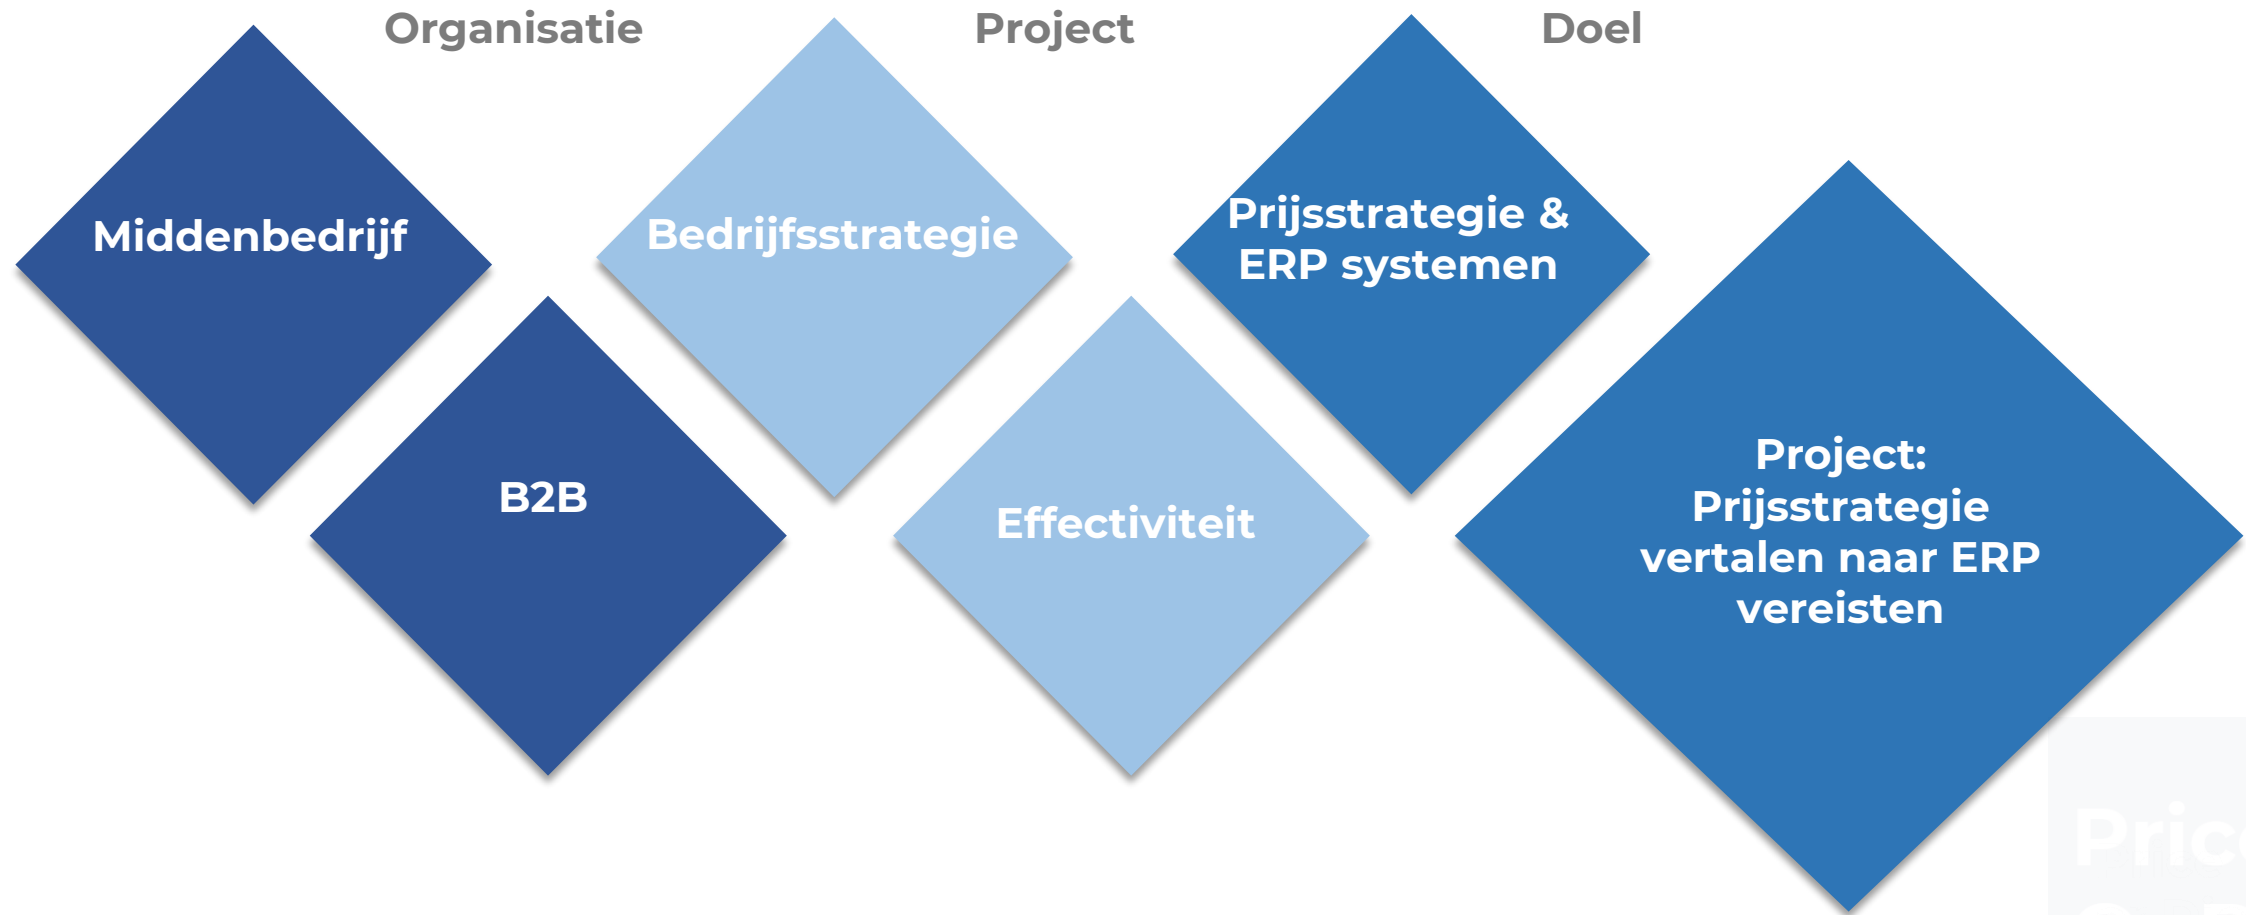 Organisatie
Project
Doel
Middenbedrijf
B2B
Bedrijfsstrategie
Effectiviteit
Prijsstrategie &
ERP systemen
Project:
Prijsstrategie
vertalen naar ERP
vereisten